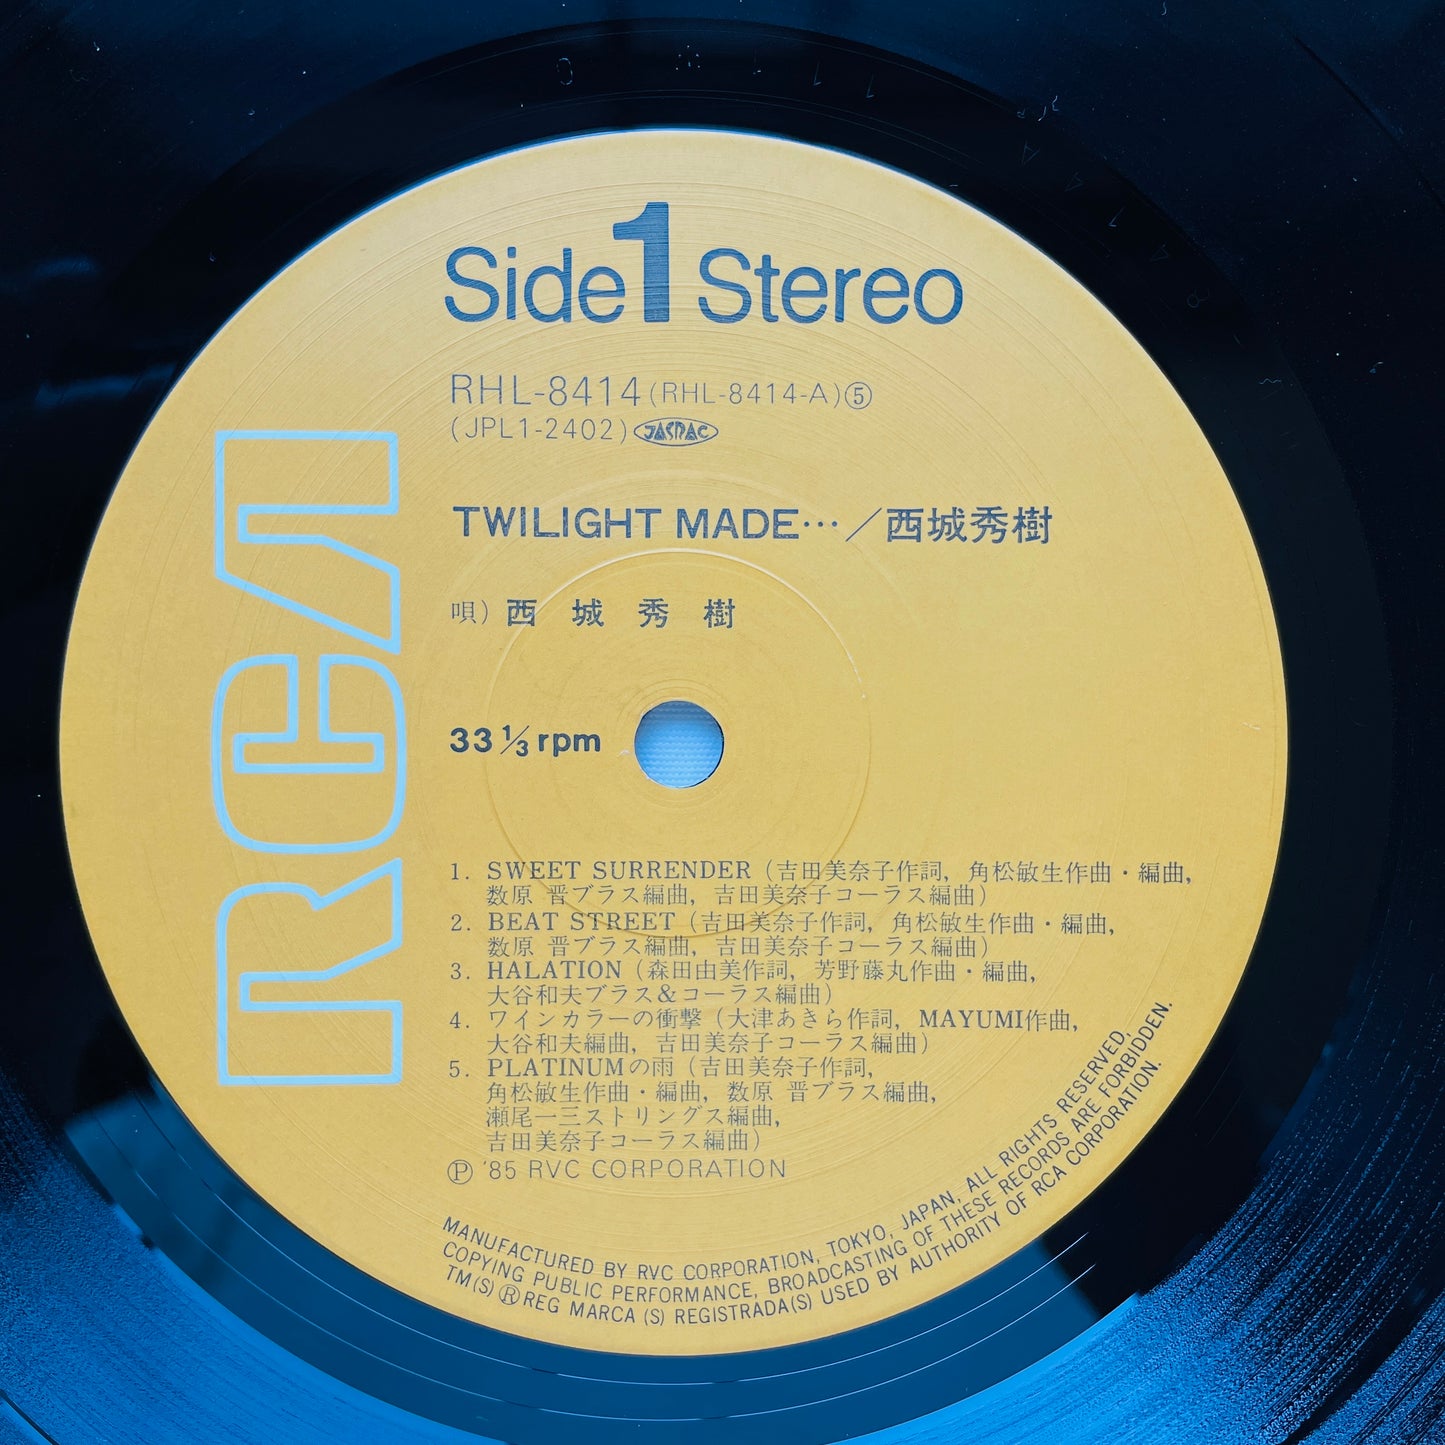 Side 1 Stereo
RHL-8414 (RHL-8414-A) ⑤
(JPL1-2402) JASRAC
TWILIGHT MADE… ／西城秀樹
唄) 西城秀樹
33 1/3 rpm
RCA
1. SWEET SURRENDER (吉田美奈子作詞, 角松敏生作曲・編曲,
数原 晋ブラス編曲, 吉田美奈子コーラス編曲)
2. BEAT STREET (吉田美奈子作詞, 角松敏生作曲・編曲,
数原 晋ブラス編曲, 吉田美奈子コーラス編曲)
3. HALATION (森田由美作詞, 芳野藤丸作曲・編曲,
大谷和夫ブラス&コーラス編曲)
4. ワインカラーの衝撃 (大津あきら作詞, MAYUMI作曲,
大谷和夫編曲, 吉田美奈子コーラス編曲)
5. PLATINUMの雨 (吉田美奈子作詞,
角松敏生作曲・編曲, 数原 晋ブラス編曲,
瀬尾一三ストリングス編曲,
吉田美奈子コーラス編曲)
Ⓟ '85 RVC CORPORATION
MANUFACTURED BY RVC CORPORATION, TOKYO, JAPAN, ALL RIGHTS RESERVED,
COPYING PUBLIC PERFORMANCE, BROADCASTING OF THESE RECORDS ARE FORBIDDEN.
TM(S) ® REG MARCA (S) REGISTRADA(S) USED BY AUTHORITY OF RCA CORPORATION.